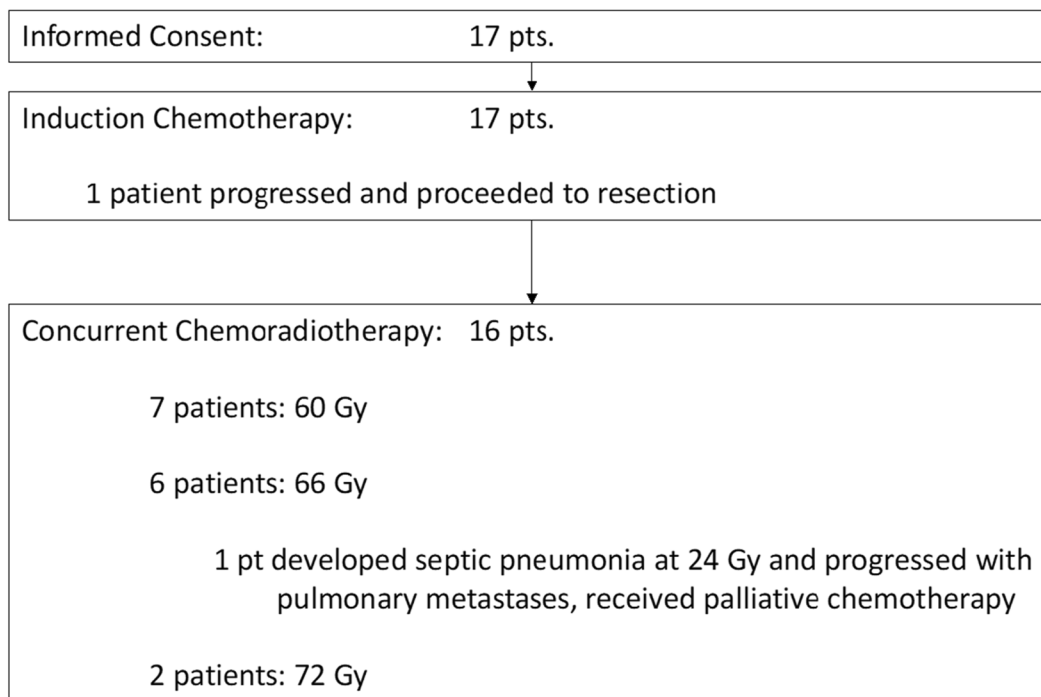 Informed Consent: 17 pts.
Induction Chemotherapy: 17 pts.
1 patient progressed and proceeded to resection
Concurrent Chemoradiotherapy: 16 pts.
7 patients: 60 Gy
6 patients: 66 Gy
1 pt developed septic pneumonia at 24 Gy and progressed with
pulmonary metastases, received palliative chemotherapy
2 patients: 72 Gy